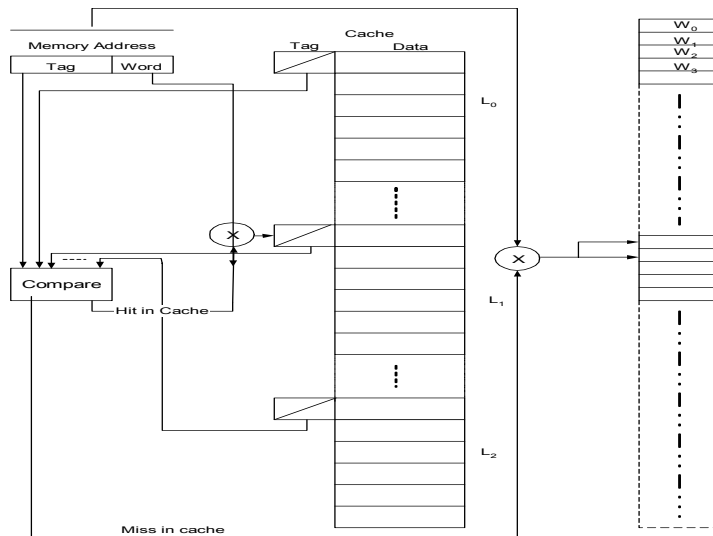 Cache
Memory Address
Tag
Data
Tag
Word
W₀
W₁
W₂
W₃
L₀
X
X
Compare
Hit in Cache
L₁
L₂
Miss in cache